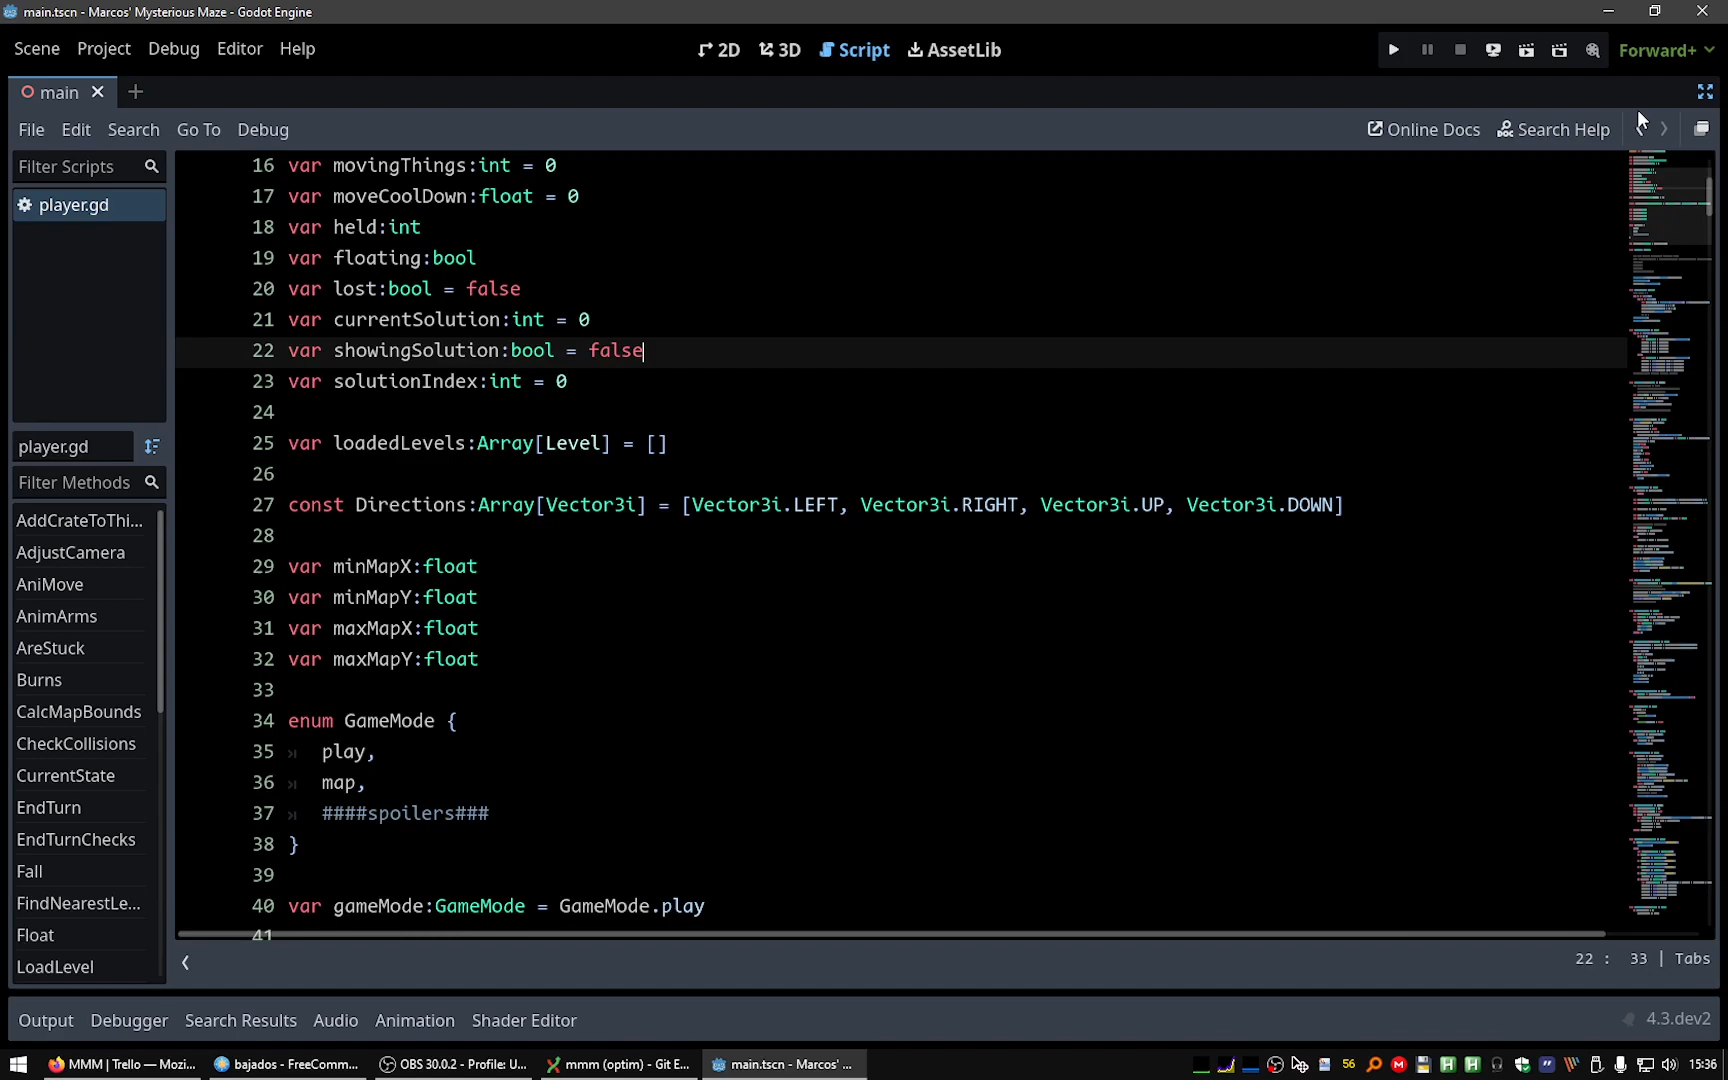 main.tscn - Marcos' Mysterious Maze - Godot Engine
Scene Project Debug Editor Help
2D 3D Script AssetLib
Forward+
main
File Edit Search Go To Debug
Online Docs Search Help
Filter Scripts
player.gd
player.gd
Filter Methods
AddCrateToThi...
AdjustCamera
AniMove
AnimArms
AreStuck
Burns
CalcMapBounds
CheckCollisions
CurrentState
EndTurn
EndTurnChecks
Fall
FindNearestLe...
Float
LoadLevel
16 var movingThings:int = 0
17 var moveCoolDown:float = 0
18 var held:int
19 var floating:bool
20 var lost:bool = false
21 var currentSolution:int = 0
22 var showingSolution:bool = false
23 var solutionIndex:int = 0
24
25 var loadedLevels:Array[Level] = []
26
27 const Directions:Array[Vector3i] = [Vector3i.LEFT, Vector3i.RIGHT, Vector3i.UP, Vector3i.DOWN]
28
29 var minMapX:float
30 var minMapY:float
31 var maxMapX:float
32 var maxMapY:float
33
34 enum GameMode {
35 play,
36 map,
37 ####spoilers###
38 }
39
40 var gameMode:GameMode = GameMode.play
41
22 : 33 | Tabs
Output Debugger Search Results Audio Animation Shader Editor
4.3.dev2
MMM | Trello — Mozi...
bajados - FreeComm...
OBS 30.0.2 - Profile: U...
mmm (optim) - Git E...
main.tscn - Marcos' ...
56
15:36